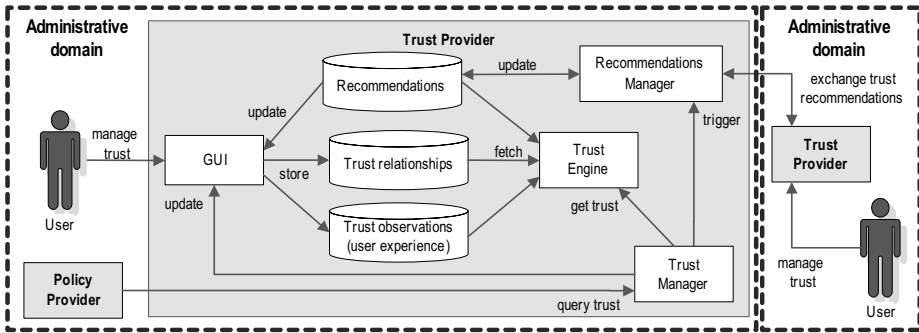 Administrative
domain
Trust Provider
Administrative
domain
Recommendations
update
Recommendations
Manager
exchange trust
recommendations
update
trigger
manage
trust
GUI
store
Trust relationships
fetch
Trust
Engine
Trust
Provider
update
get trust
User
Trust observations
(user experience)
Policy
Provider
Trust
Manager
manage
trust
query trust
User